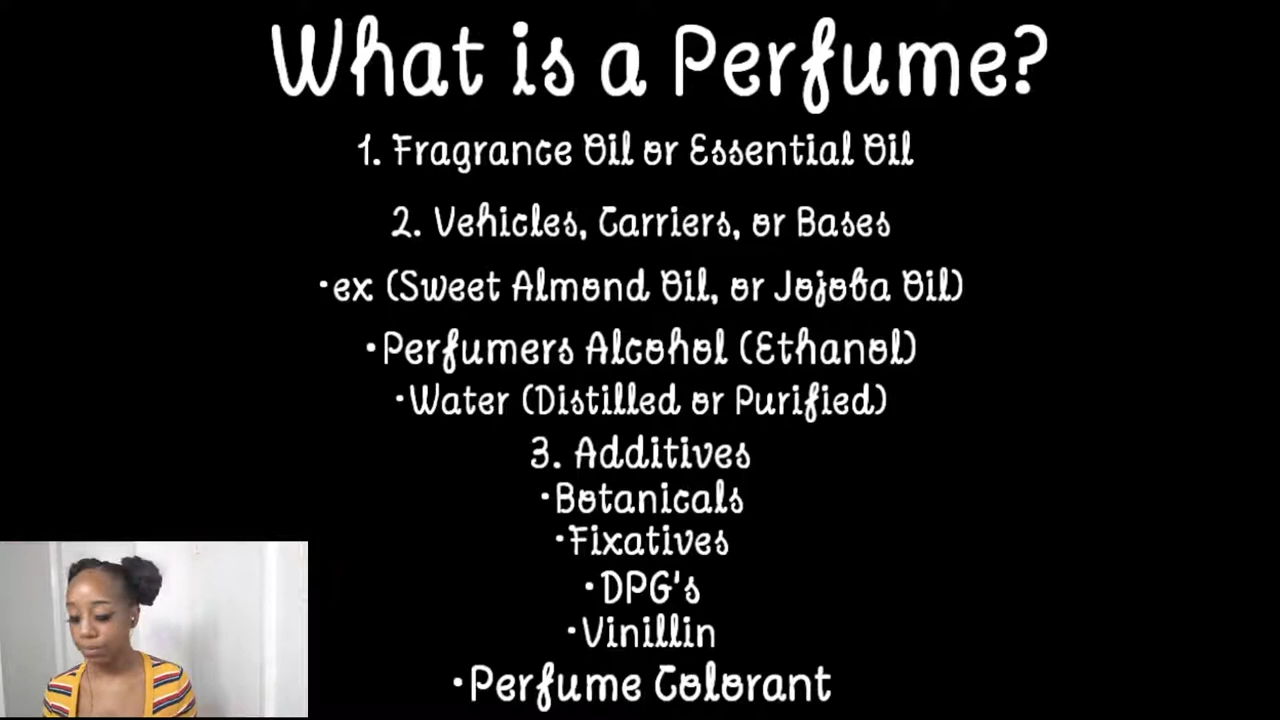 What is a Perfume?
1. Fragrance Oil or Essential Oil
2. Vehicles, Carriers, or Bases
•ex (Sweet Almond Oil, or Jojoba Oil)
•Perfumers Alcohol (Ethanol)
•Water (Distilled or Purified)
3. Additives
•Botanicals
•Fixatives
•DPG's
•Vinillin
•Perfume Colorant